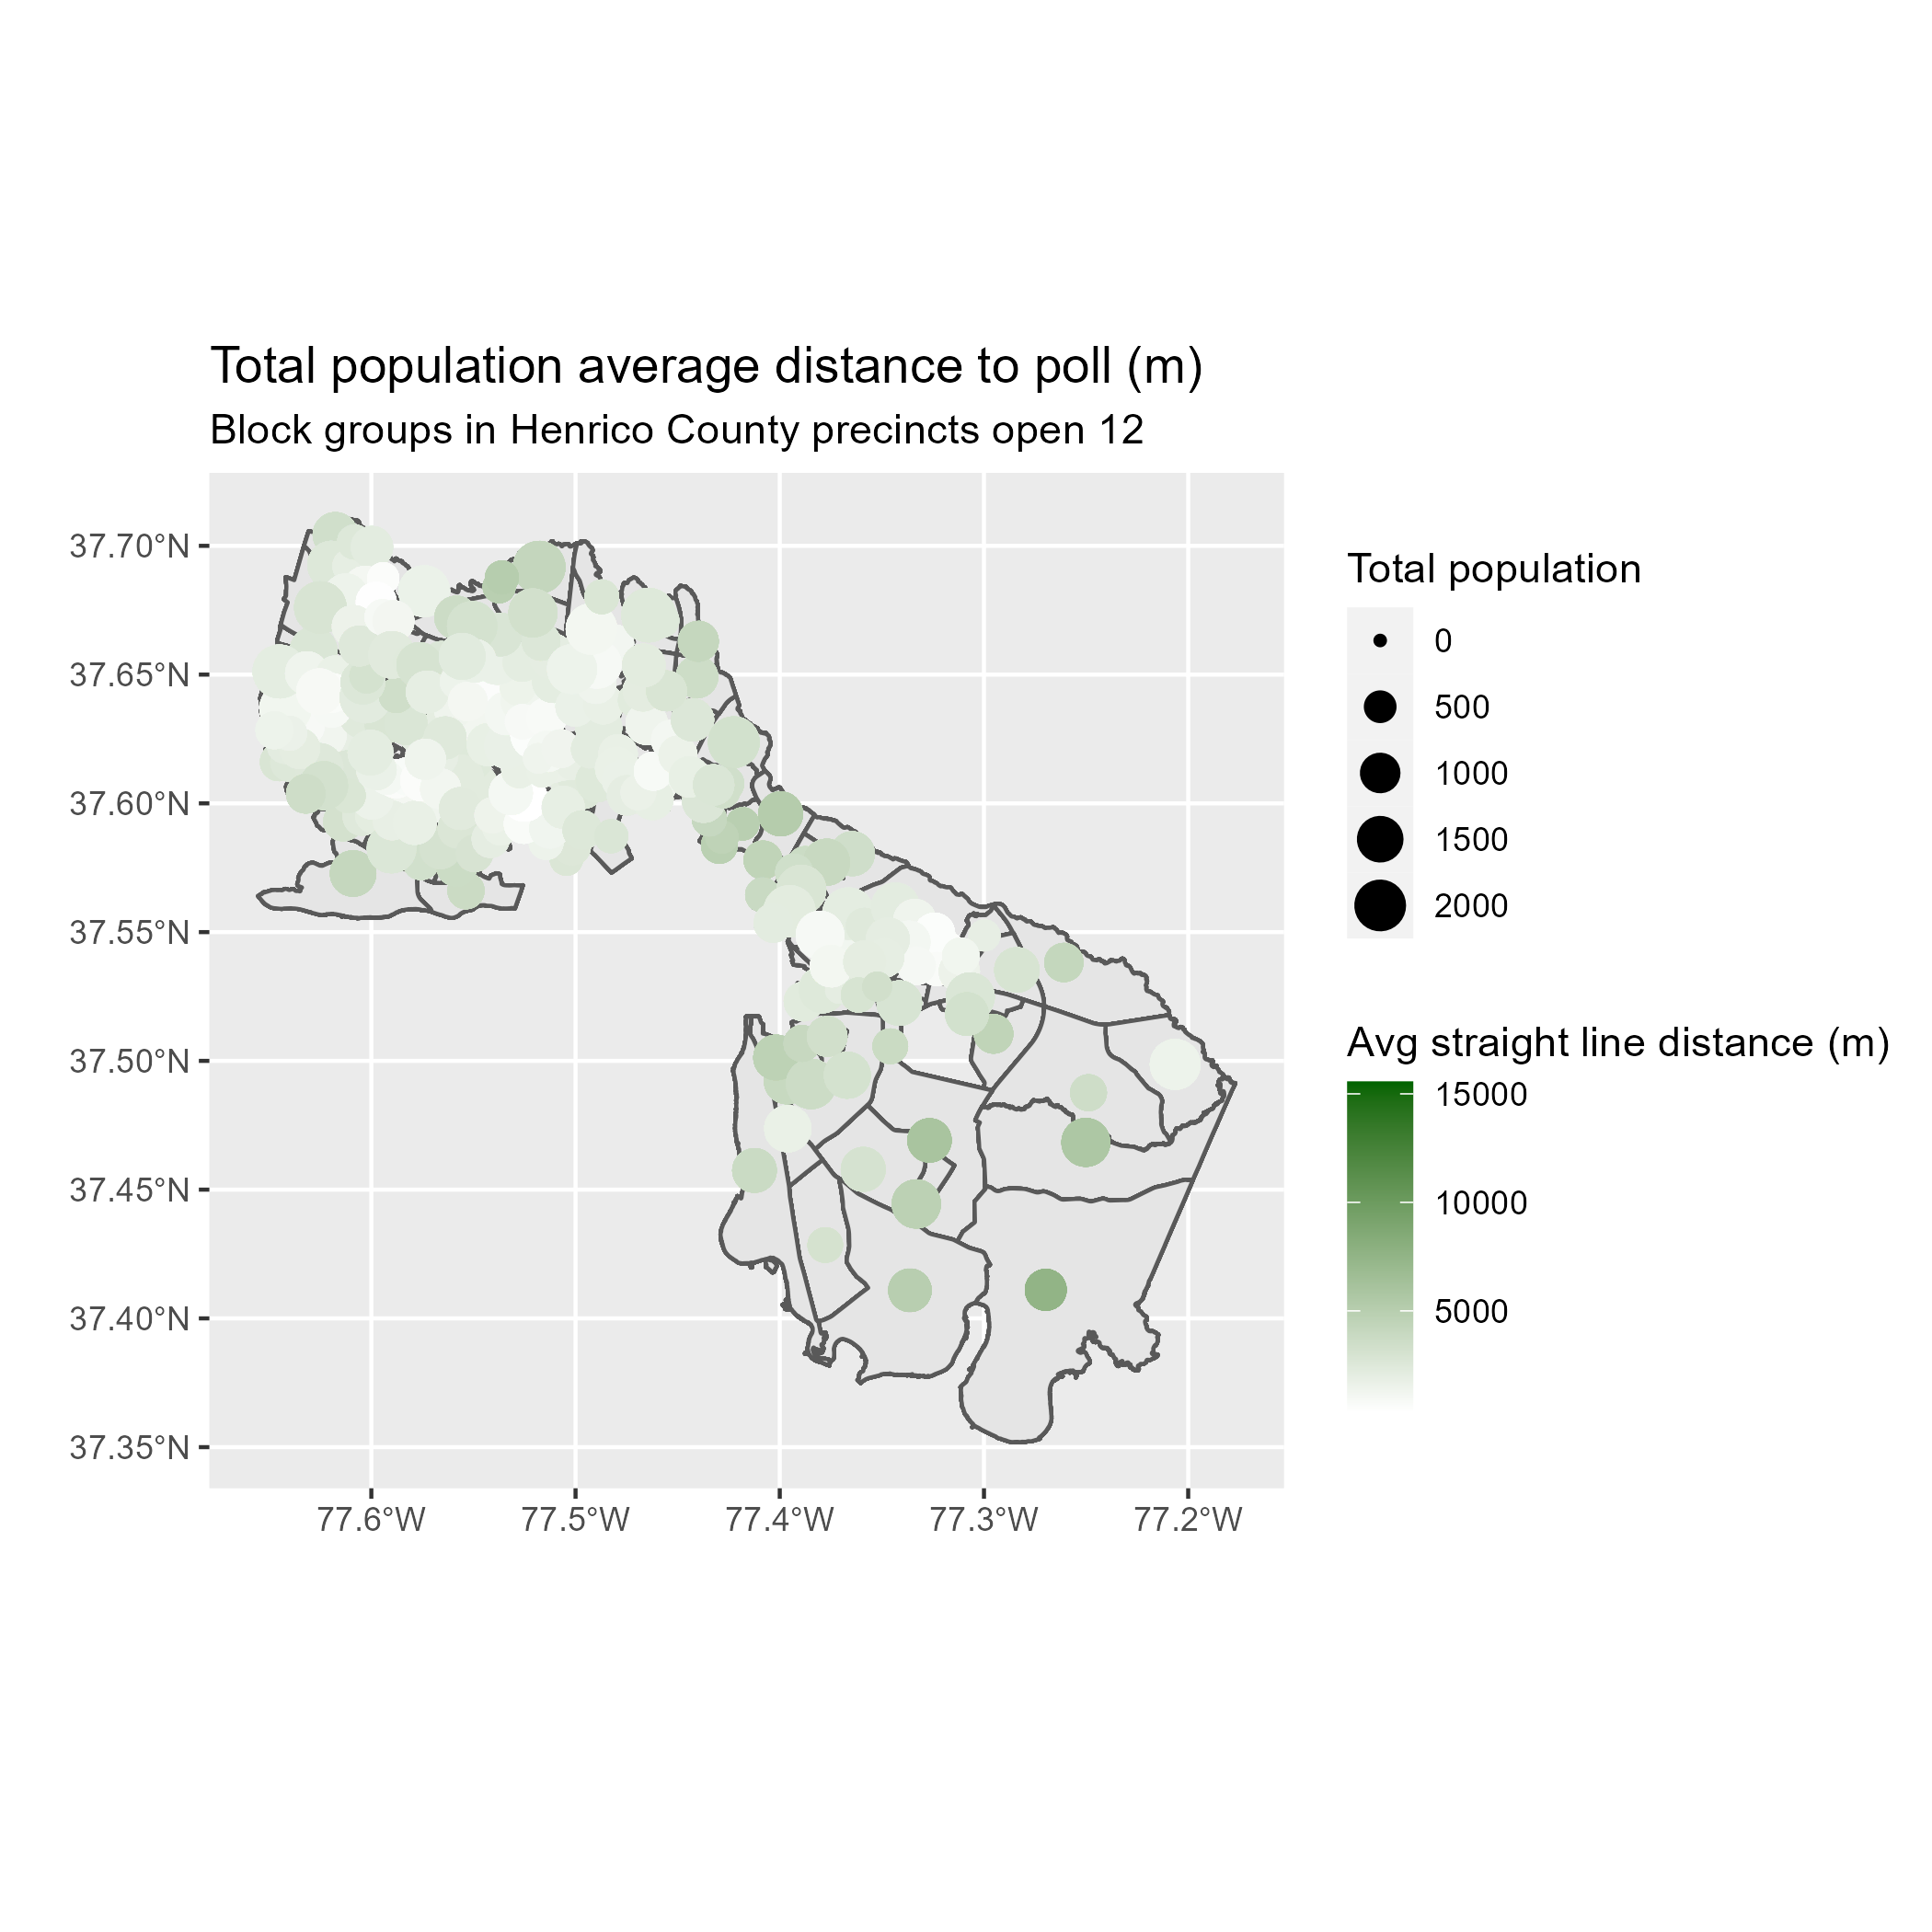 Total population average distance to poll (m)
Block groups in Henrico County precincts open 12
37.70°N
37.65°N
37.60°N
37.55°N
37.50°N
37.45°N
37.40°N
37.35°N
77.6°W
77.5°W
77.4°W
77.3°W
77.2°W
Total population
0
500
1000
1500
2000
Avg straight line distance (m)
15000
10000
5000